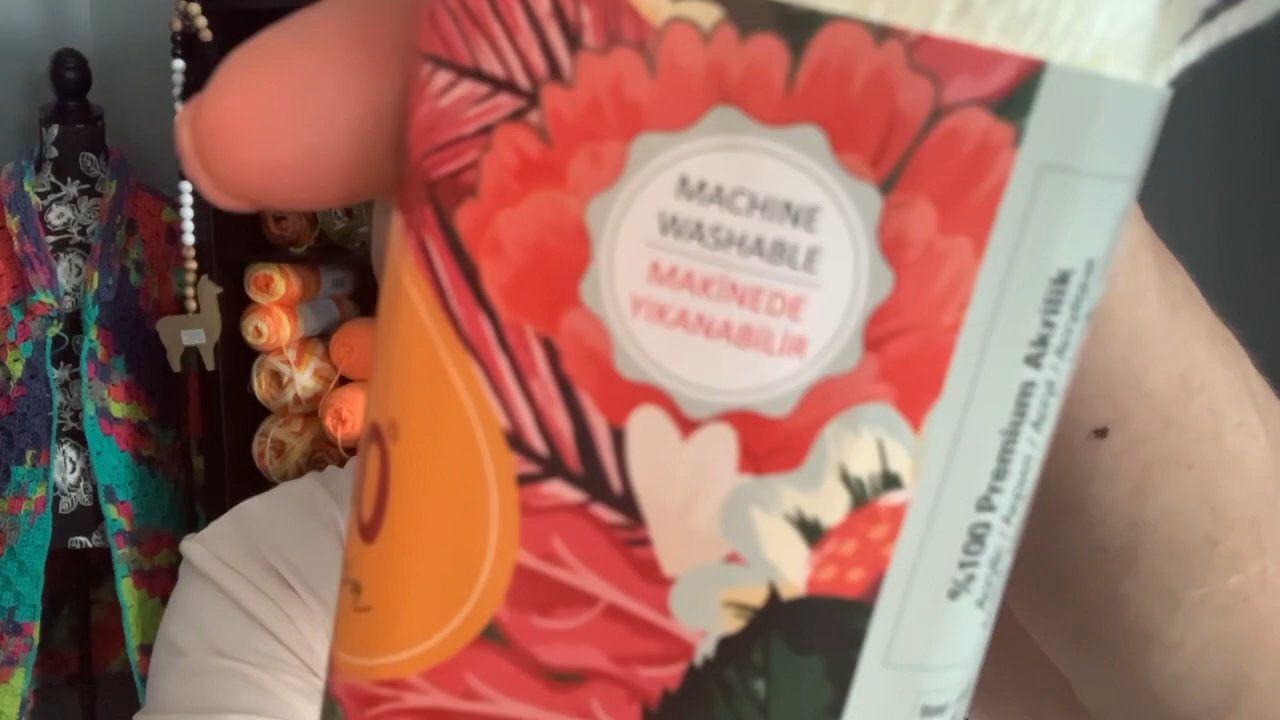 MACHINE
WASHABLE
MAKİNEDE
YIKANABİLİR
%100 Premium Akrilik